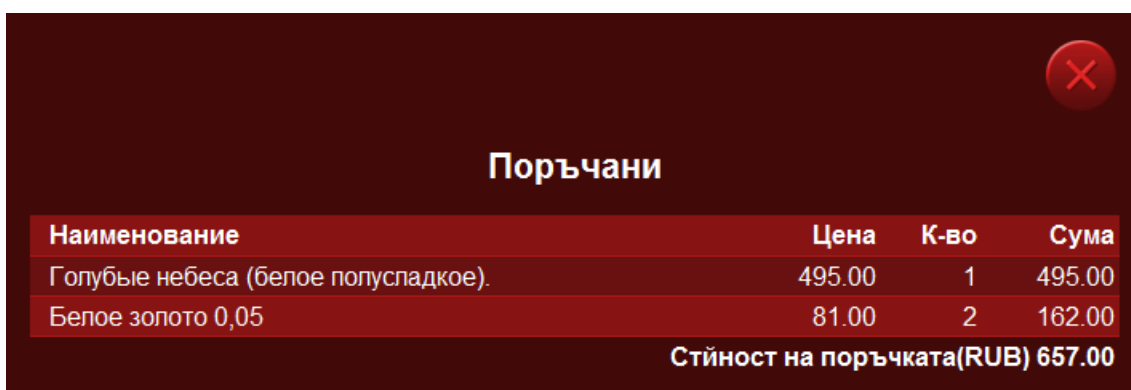 Поръчани
Наименование Цена К-во Сума
Голубые небеса (белое полусладкое). 495.00 1 495.00
Белое золото 0,05 81.00 2 162.00
Стйност на поръчката(RUB) 657.00